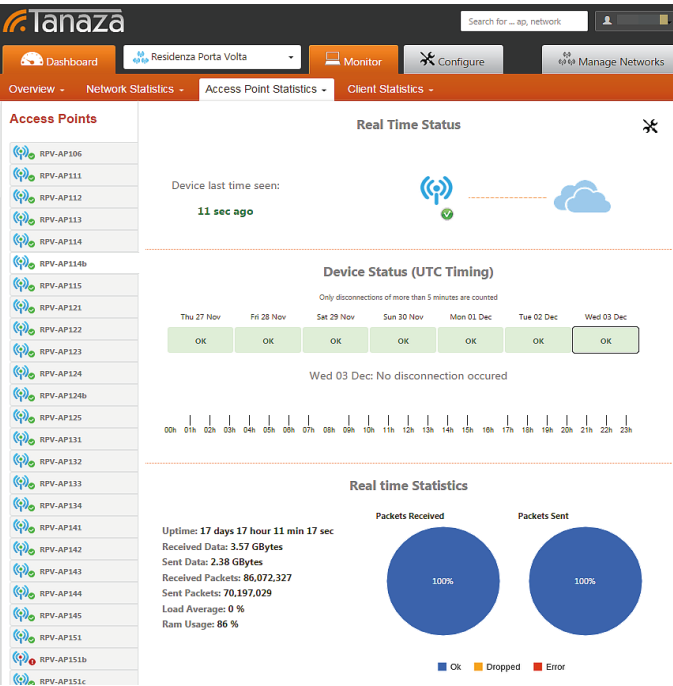 Tanaza
Search for ... ap, network
Dashboard
Residenza Porta Volta
Monitor
Configure
Manage Networks
Overview
Network Statistics
Access Point Statistics
Client Statistics
Access Points
RPV-AP106
RPV-AP111
RPV-AP112
RPV-AP113
RPV-AP114
RPV-AP114b
RPV-AP115
RPV-AP121
RPV-AP122
RPV-AP123
RPV-AP124
RPV-AP124b
RPV-AP125
RPV-AP131
RPV-AP132
RPV-AP133
RPV-AP134
RPV-AP141
RPV-AP142
RPV-AP143
RPV-AP144
RPV-AP145
RPV-AP151
RPV-AP151b
RPV-AP151c
Real Time Status
Device last time seen:
11 sec ago
Device Status (UTC Timing)
Only disconnections of more than 5 minutes are counted
Thu 27 Nov Fri 28 Nov Sat 29 Nov Sun 30 Nov Mon 01 Dec Tue 02 Dec Wed 03 Dec
OK OK OK OK OK OK OK
Wed 03 Dec: No disconnection occured
00h 01h 02h 03h 04h 05h 06h 07h 08h 09h 10h 11h 12h 13h 14h 15h 16h 17h 18h 19h 20h 21h 22h 23h
Real time Statistics
Uptime: 17 days 17 hour 11 min 17 sec
Received Data: 3.57 GBytes
Sent Data: 2.38 GBytes
Received Packets: 86,072,327
Sent Packets: 70,197,029
Load Average: 0 %
Ram Usage: 86 %
Packets Received
100%
Packets Sent
100%
Ok Dropped Error